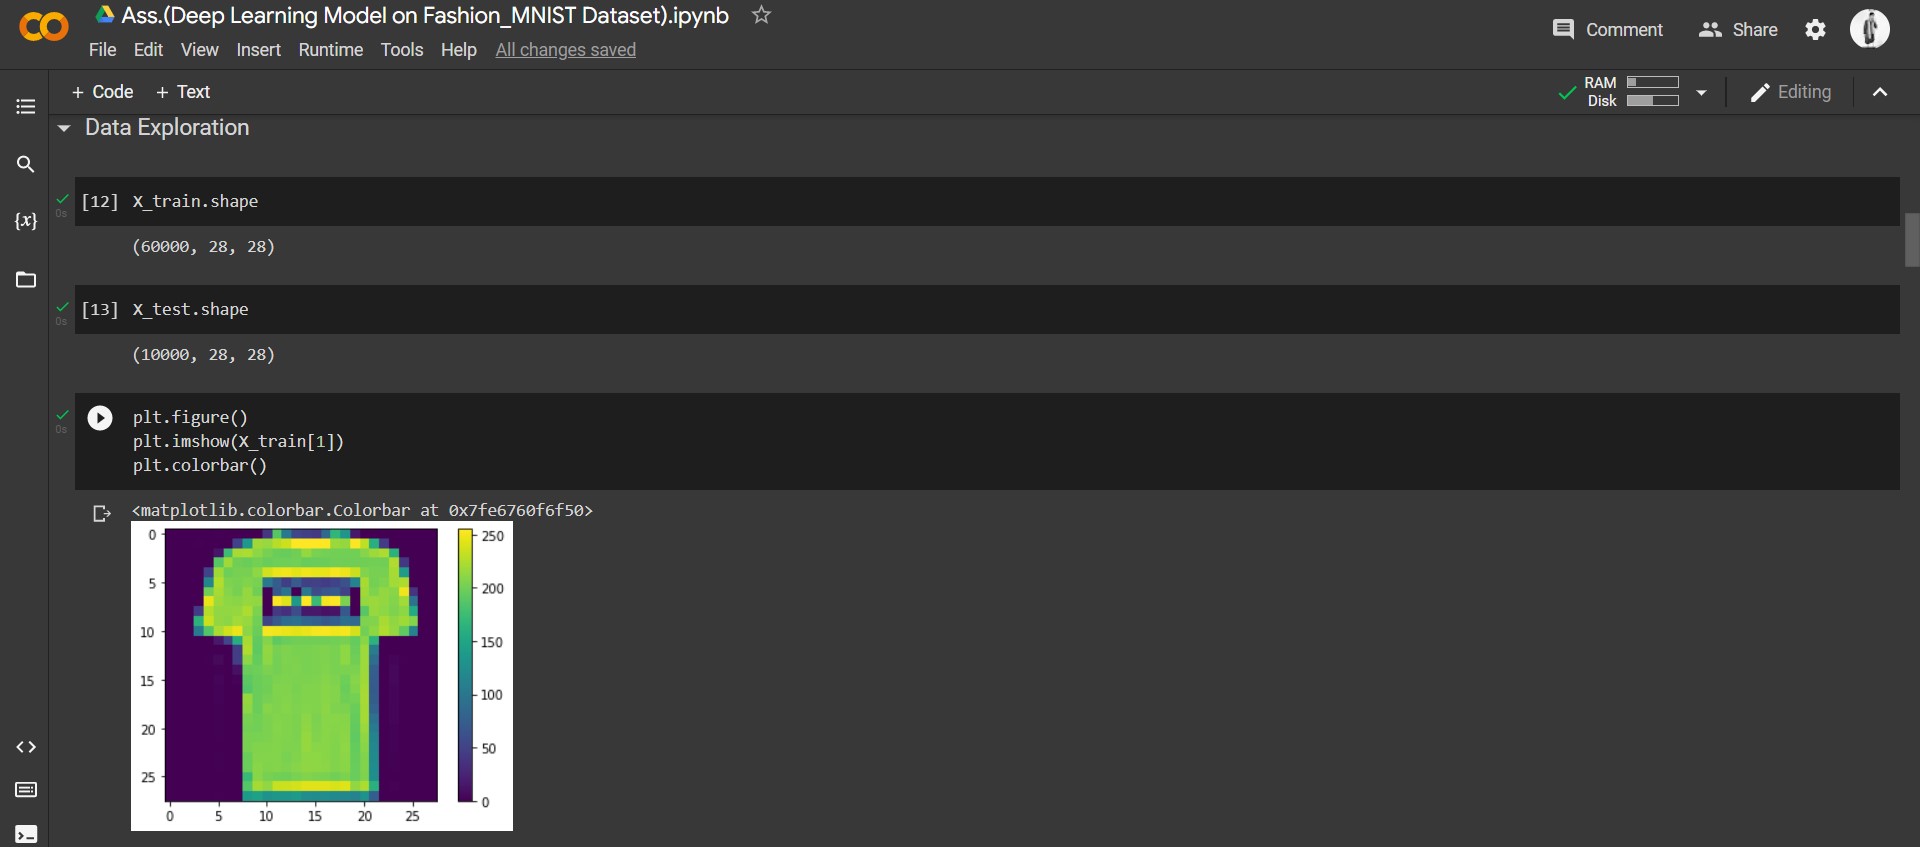 Ass.(Deep Learning Model on Fashion_MNIST Dataset).ipynb
File Edit View Insert Runtime Tools Help All changes saved
Comment
Share
+ Code + Text
RAM
Disk
Editing
Data Exploration
{x}
0s
[12] X_train.shape
(60000, 28, 28)
0s
[13] X_test.shape
(10000, 28, 28)
0s
plt.figure()
plt.imshow(X_train[1])
plt.colorbar()
<matplotlib.colorbar.Colorbar at 0x7fe6760f6f50>
0
5
10
15
20
25
0 5 10 15 20 25
250
200
150
100
50
0